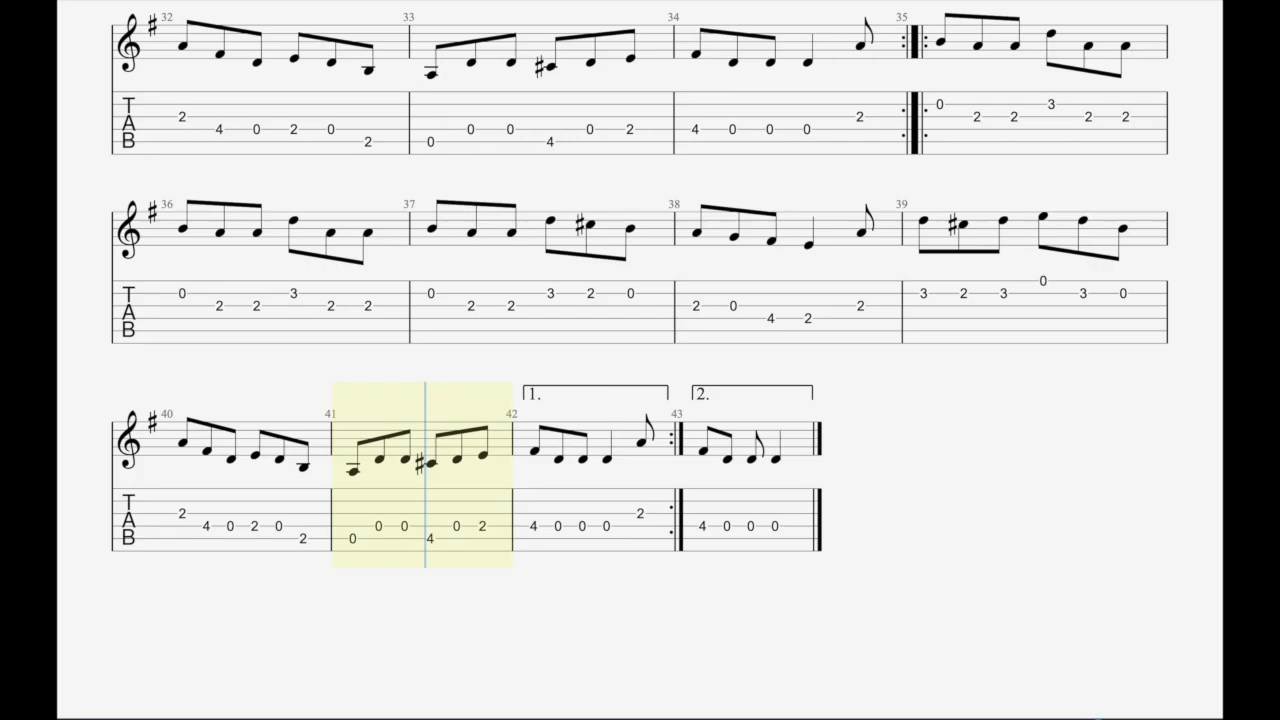 32 33 34 35
T 2 4 0 2 0 2 0 0 0 4 0 2 4 0 0 0 2 0 2 2 3 2 2
A
B
36 37 38 39
T 0 2 2 3 2 2 0 2 2 3 2 0 2 0 4 2 2 3 2 3 0 3 0
A
B
1. 2.
40 41 42 43
T 2 4 0 2 0 2 0 0 0 4 0 2 4 0 0 0 2 4 0 0 0
A
B